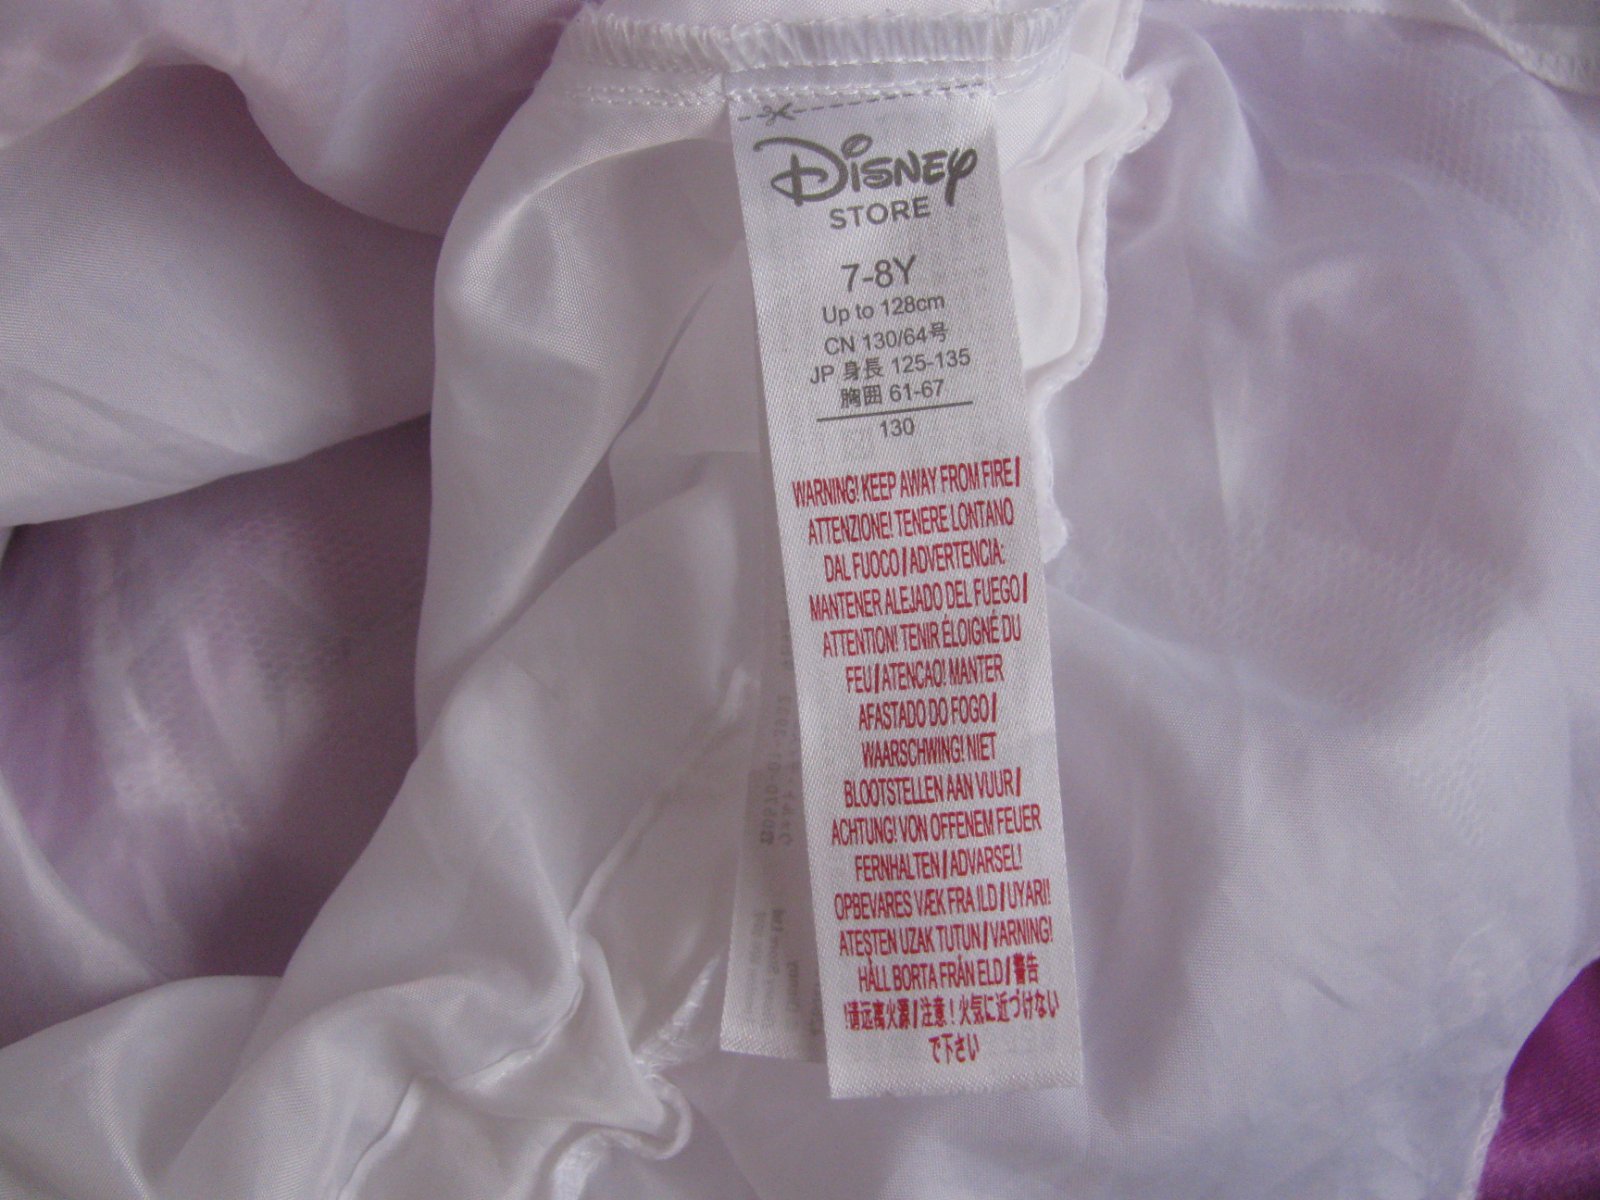 Disney
STORE
7-8Y
Up to 128cm
CN 130/64号
JP 身長 125-135
胸囲 61-67
130
WARNING! KEEP AWAY FROM FIRE /
ATTENZIONE! TENERE LONTANO
DAL FUOCO / ADVERTENCIA:
MANTENER ALEJADO DEL FUEGO /
ATTENTION! TENIR ÉLOIGNÉ DU
FEU / ATENCAO! MANTER
AFASTADO DO FOGO /
WAARSCHWING! NIET
BLOOTSTELLEN AAN VUUR /
ACHTUNG! VON OFFENEM FEUER
FERNHALTEN / ADVARSEL!
OPBEVARES VÆK FRA ILD / UYARI!
ATESTEN UZAK TUTUN / VARNING!
HÅLL BORTA FRÅN ELD / 警告
!请远离火源 / 注意！火気に近づけない
で下さい